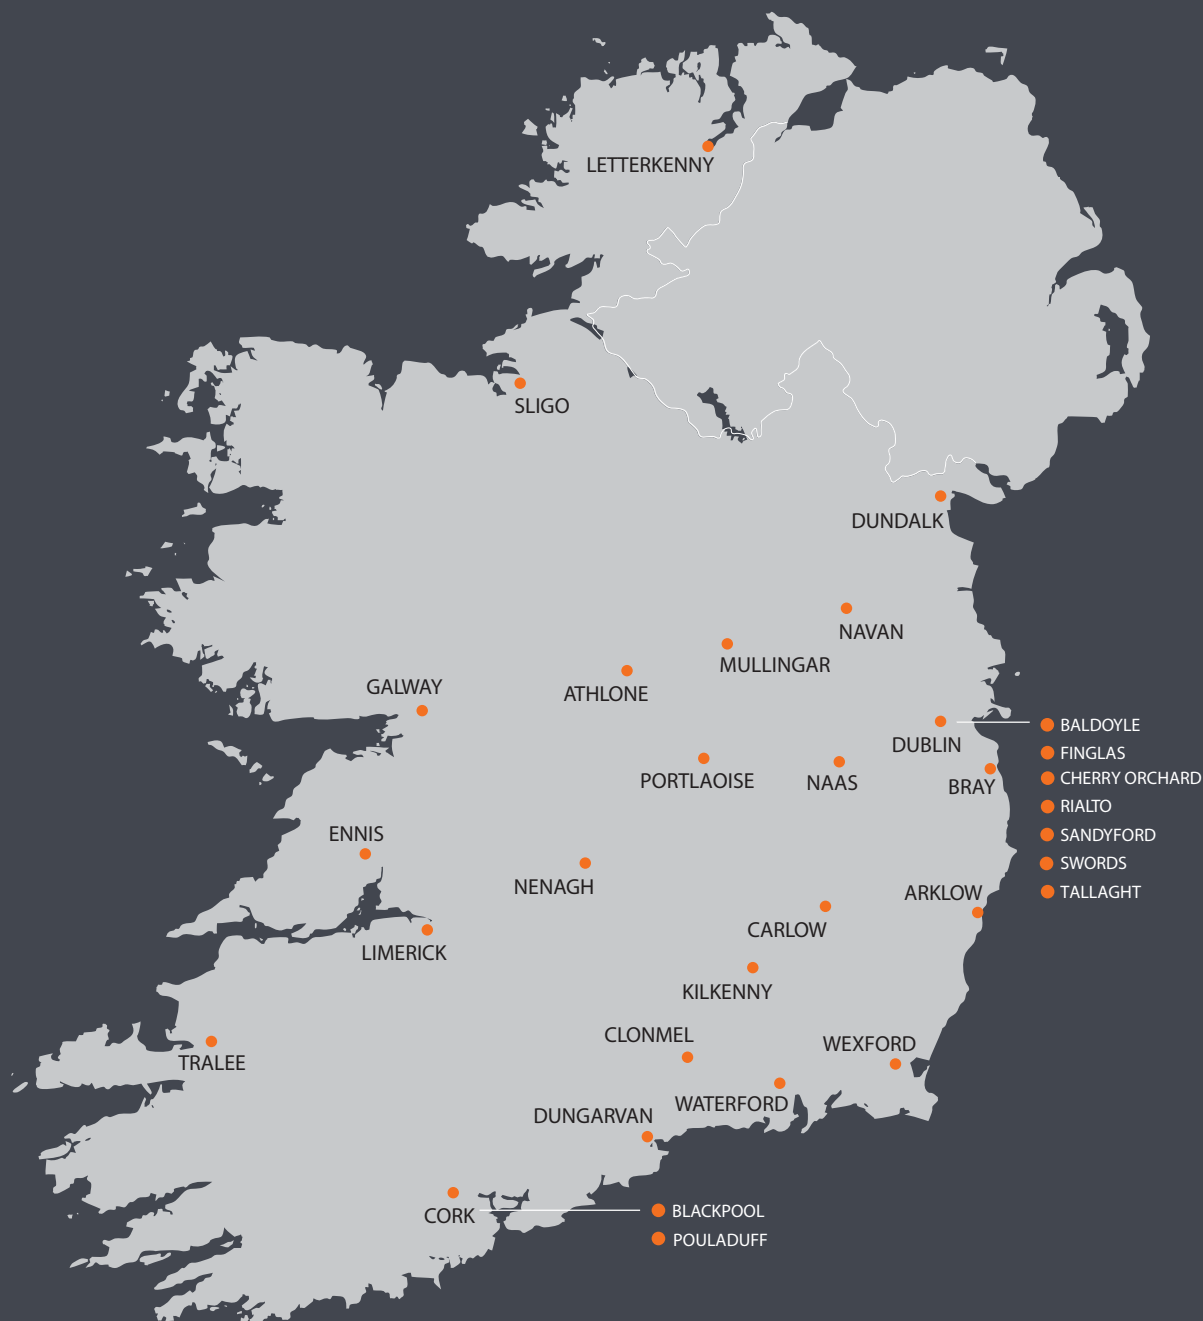 LETTERKENNY
SLIGO
DUNDALK
NAVAN
MULLINGAR
ATHLONE
GALWAY
DUBLIN
BALDOYLE
FINGLAS
CHERRY ORCHARD
RIALTO
SANDYFORD
SWORDS
TALLAGHT
PORTLAOISE
NAAS
BRAY
ENNIS
NENAGH
ARKLOW
CARLOW
LIMERICK
KILKENNY
CLONMEL
WEXFORD
TRALEE
WATERFORD
DUNGARVAN
CORK
BLACKPOOL
POULADUFF